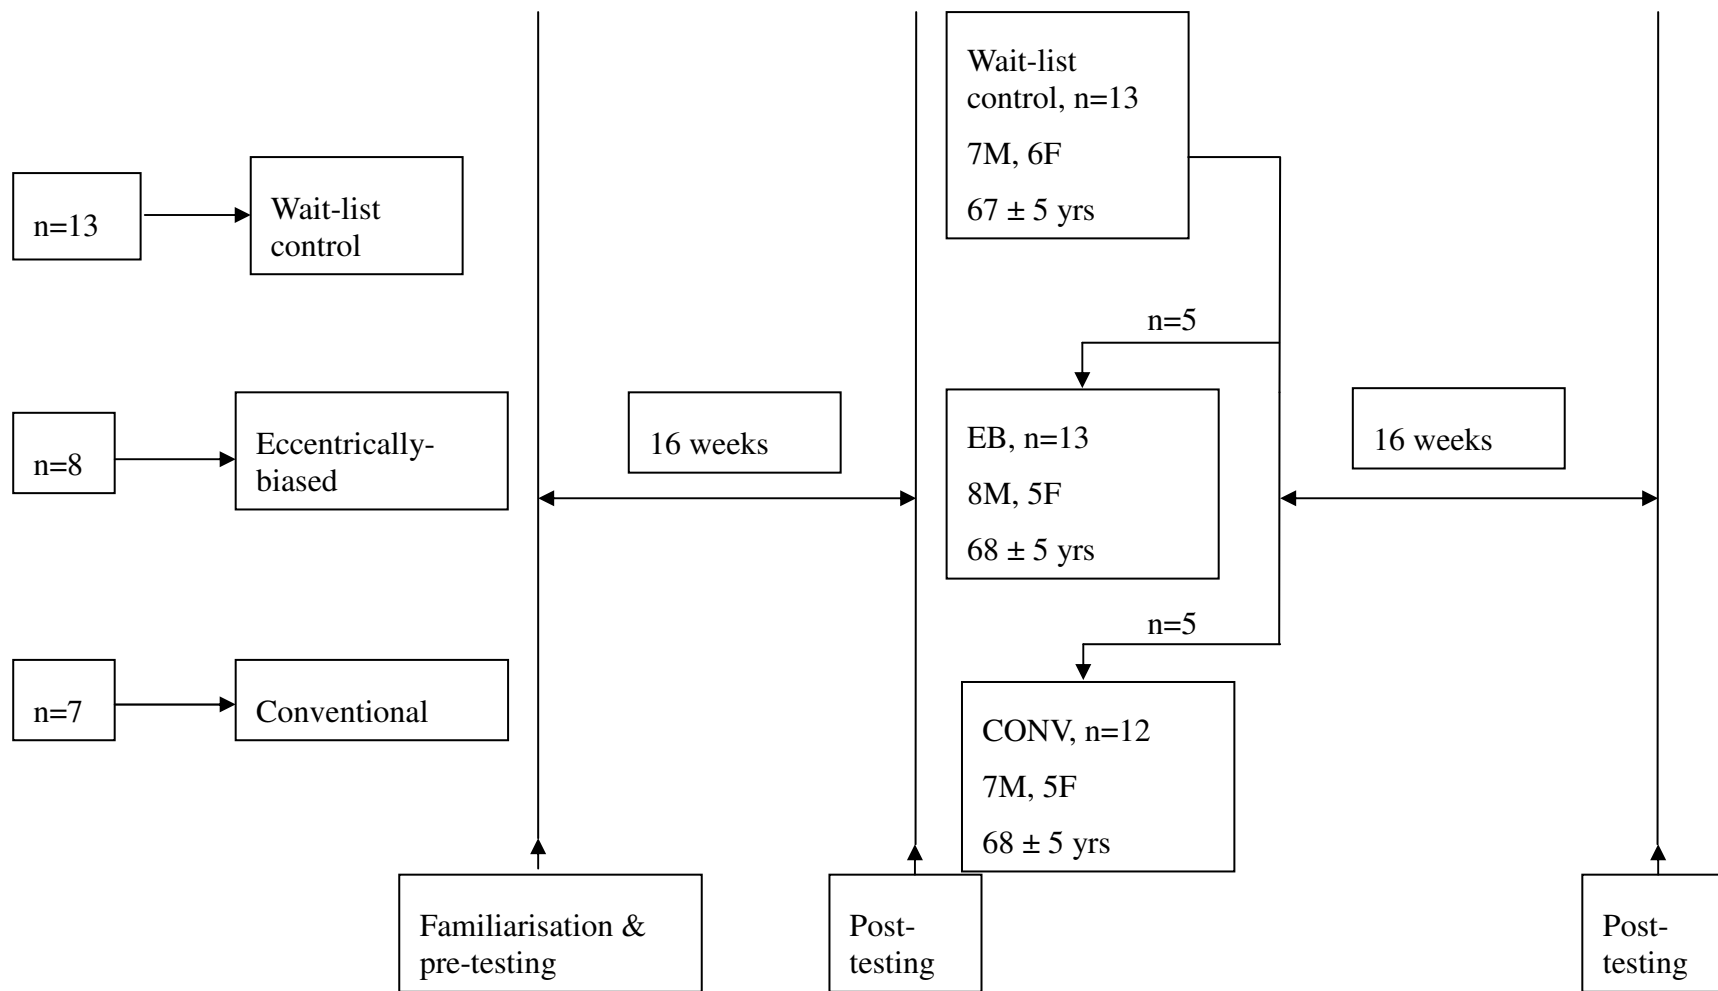 n=13
Wait-list
control
n=8
Eccentrically-
biased
n=7
Conventional
Familiarisation &
pre-testing
16 weeks
Post-
testing
Wait-list
control, n=13
7M, 6F
67 ± 5 yrs
n=5
EB, n=13
8M, 5F
68 ± 5 yrs
n=5
CONV, n=12
7M, 5F
68 ± 5 yrs
16 weeks
Post-
testing